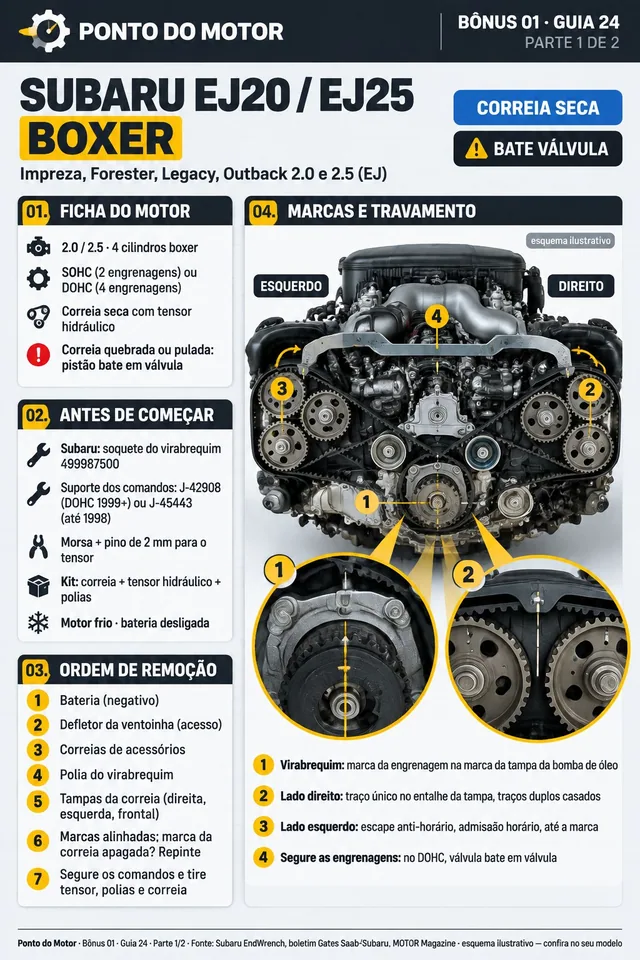 PONTO DO MOTOR
BÔNUS 01 · GUIA 24
PARTE 1 DE 2
SUBARU EJ20 / EJ25
BOXER
Impreza, Forester, Legacy, Outback 2.0 e 2.5 (EJ)
CORREIA SECA
BATE VÁLVULA
01. FICHA DO MOTOR
2.0 / 2.5 · 4 cilindros boxer
SOHC (2 engrenagens) ou
DOHC (4 engrenagens)
Correia seca com tensor
hidráulico
Correia quebrada ou pulada:
pistão bate em válvula
02. ANTES DE COMEÇAR
Subaru: soquete do virabrequim
499987500
Suporte dos comandos: J-42908
(DOHC 1999+) ou J-45443
(até 1998)
Morsa + pino de 2 mm para o
tensor
Kit: correia + tensor hidráulico +
polias
Motor frio · bateria desligada
03. ORDEM DE REMOÇÃO
1 Bateria (negativo)
2 Defletor da ventoinha (acesso)
3 Correias de acessórios
4 Polia do virabrequim
5 Tampas da correia (direita,
esquerda, frontal)
6 Marcas alinhadas; marca da
correia apagada? Repinte
7 Segure os comandos e tire
tensor, polias e correia
04. MARCAS E TRAVAMENTO
esquema ilustrativo
ESQUERDO
DIREITO
4
3
2
1
1
2
1 Virabrequim: marca da engrenagem na marca da tampa da bomba de óleo
2 Lado direito: traço único no entalhe da tampa, traços duplos casados
3 Lado esquerdo: escape anti-horário, admisão horário, até a marca
4 Segure as engrenagens: no DOHC, válvula bate em válvula
Ponto do Motor · Bônus 01 · Guia 24 · Parte 1/2 · Fonte: Subaru EndWrench, boletim Gates Saab/Subaru, MOTOR Magazine · esquema ilustrativo — confira no seu modelo